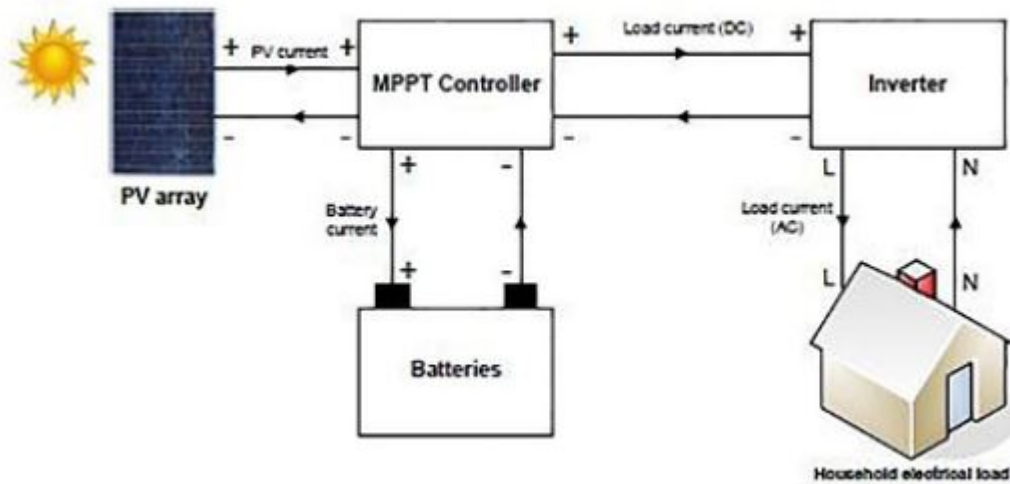 + PV current +
- -
PV array
MPPT Controller
+ Load current (DC) +
- -
Inverter
+ -
Battery
current
+ -
Batteries
L N
Load current
(AC)
L N
Household electrical load